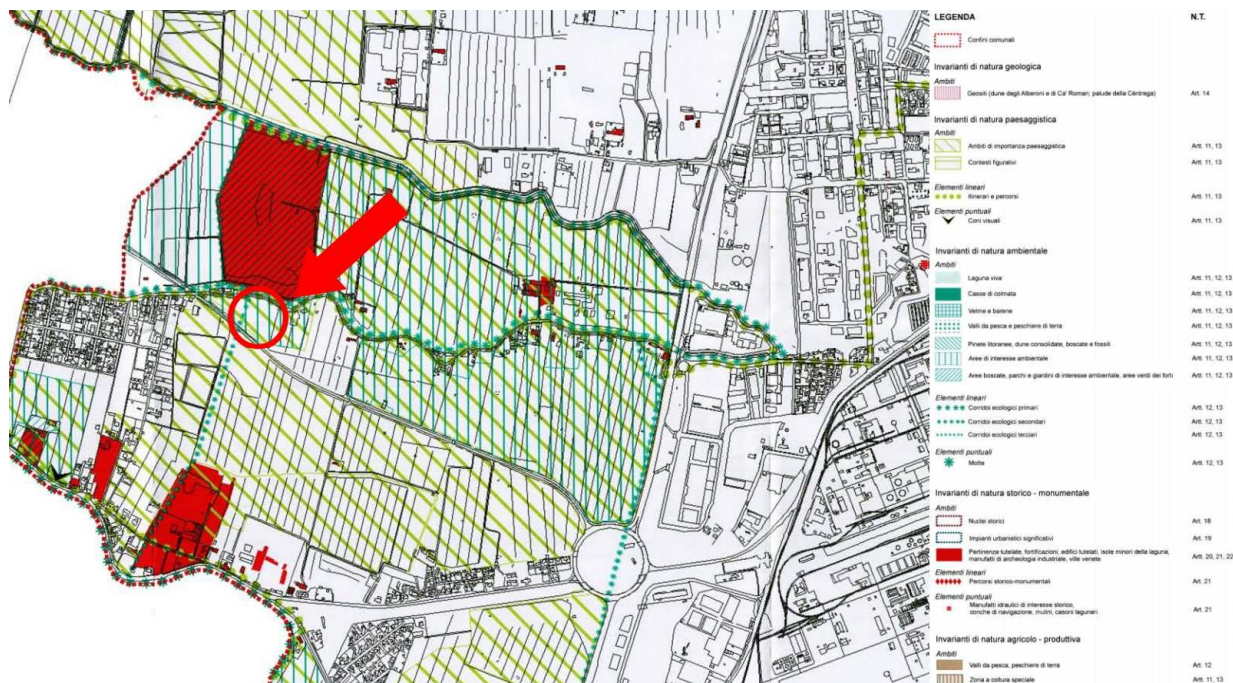 LEGENDA N.T.
Confini comunali
Invarianti di natura geologica
Ambiti
Geositi (dune degli Alberoni e di Ca' Roman; palude della Cèntrega) Art. 14
Invarianti di natura paesaggistica
Ambiti
Ambiti di importanza paesaggistica Artt. 11, 13
Contesti figurativi Artt. 11, 13
Elementi lineari
Itinerari e percorsi Artt. 11, 13
Elementi puntuali
Coni visuali Artt. 11, 13
Invarianti di natura ambientale
Ambiti
Laguna viva Artt. 11, 12, 13
Casse di colmata Artt. 11, 12, 13
Velme e barene Artt. 11, 12, 13
Valli da pesca e peschiere di terra Artt. 11, 12, 13
Pinete litoranee, dune consolidate, boscate e fossili Artt. 11, 12, 13
Aree di interesse ambientale Artt. 11, 12, 13
Aree boscate, parchi e giardini di interesse ambientale, aree verdi dei forti Artt. 11, 12, 13
Elementi lineari
Corridoi ecologici primari Artt. 12, 13
Corridoi ecologici secondari Artt. 12, 13
Corridoi ecologici terziari Artt. 12, 13
Elementi puntuali
Motte Artt. 12, 13
Invarianti di natura storico - monumentale
Ambiti
Nuclei storici Art. 18
Impianti urbanistici significativi Art. 19
Pertinenze tutelate, fortificazioni, edifici tutelati, isole minori della laguna,
manufatti di archeologia industriale, ville venete Artt. 20, 21, 22
Elementi lineari
Percorsi storico-monumentali Art. 21
Elementi puntuali
Manufatti idraulici di interesse storico,
conche di navigazione, mulini, casoni lagunari Art. 21
Invarianti di natura agricolo - produttiva
Ambiti
Valli da pesca, peschiere di terra Art. 12
Zona a coltura speciale Artt. 11, 13